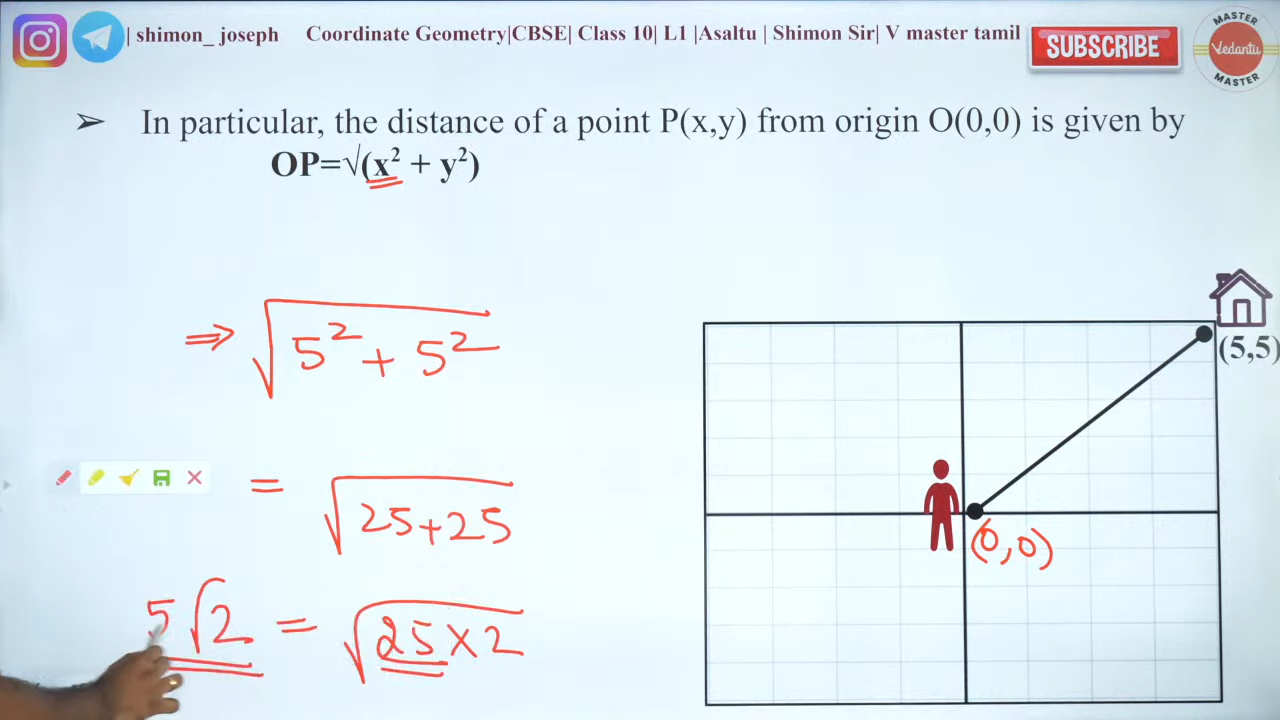 | shimon_ joseph Coordinate Geometry|CBSE| Class 10| L1 |Asaltu | Shimon Sir| V master tamil
SUBSCRIBE
MASTER
Vedantu
MASTER
➢ In particular, the distance of a point P(x,y) from origin O(0,0) is given by
OP=√(x² + y²)
⇒ √5² + 5²
(5,5)
= √25+25
(0,0)
5√2 = √25×2